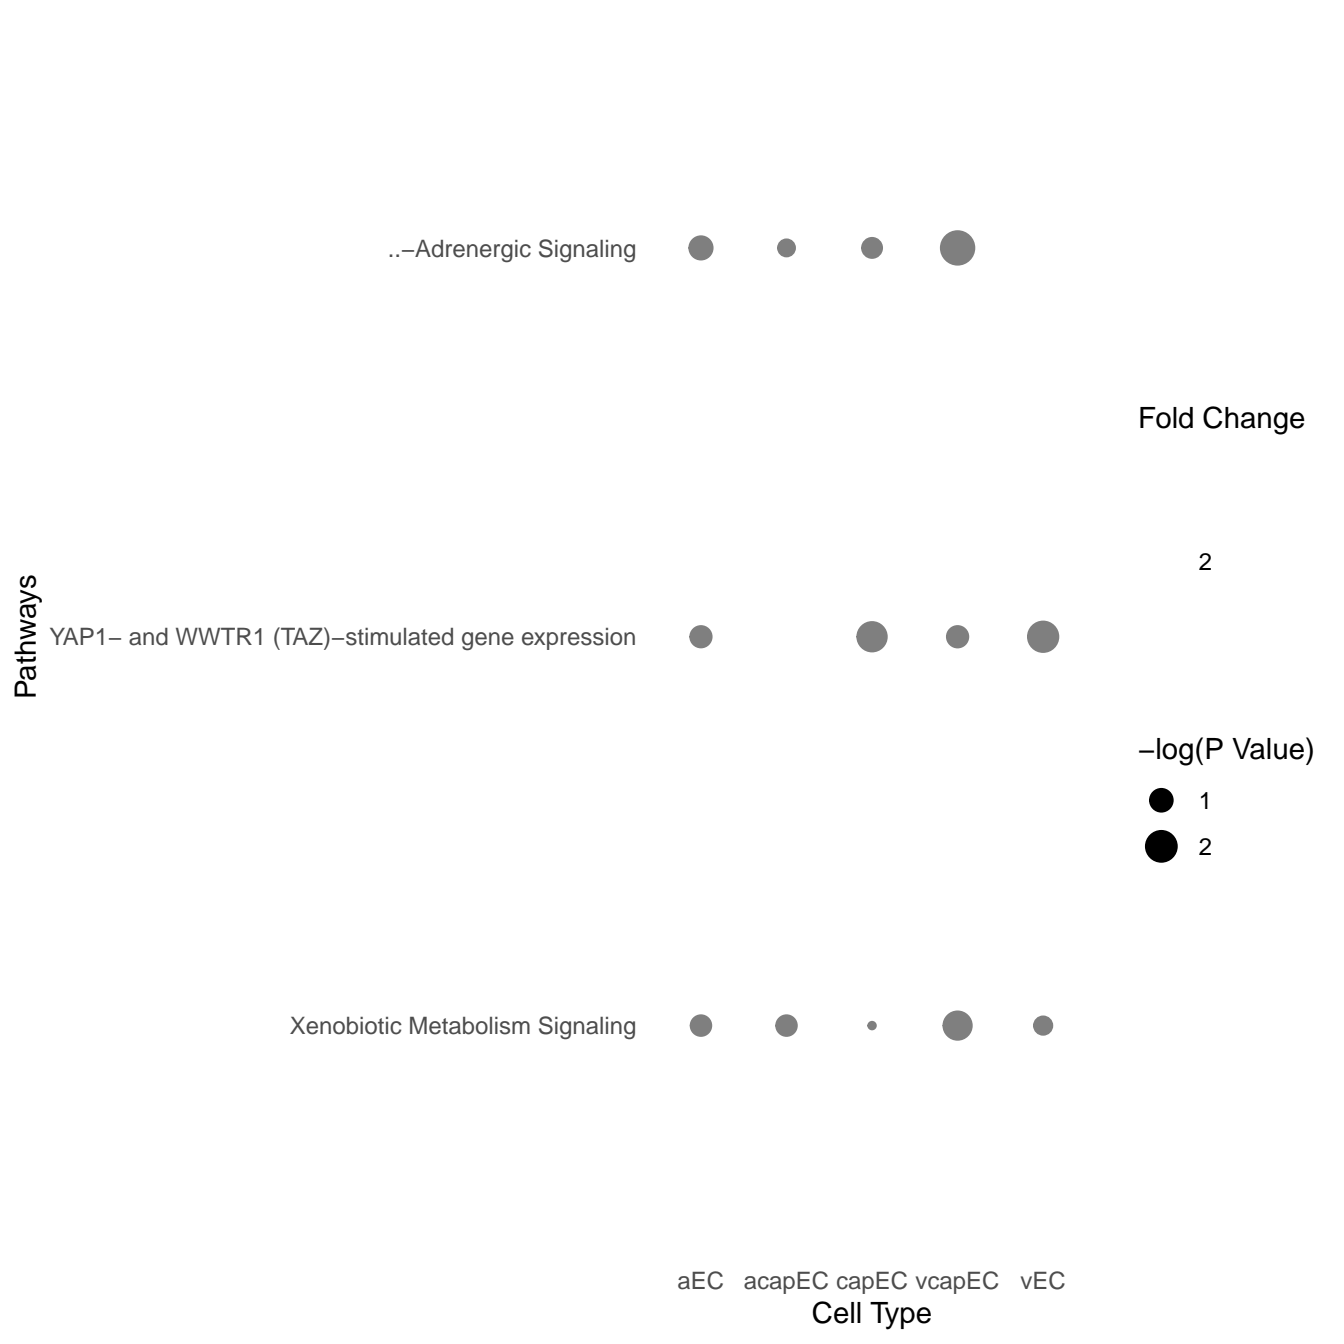 ..−Adrenergic Signaling
Fold Change
2
Pathways
YAP1− and WWTR1 (TAZ)−stimulated gene expression
−log(P Value)
1
2
Xenobiotic Metabolism Signaling
aEC acapEC capEC vcapEC vEC
Cell Type